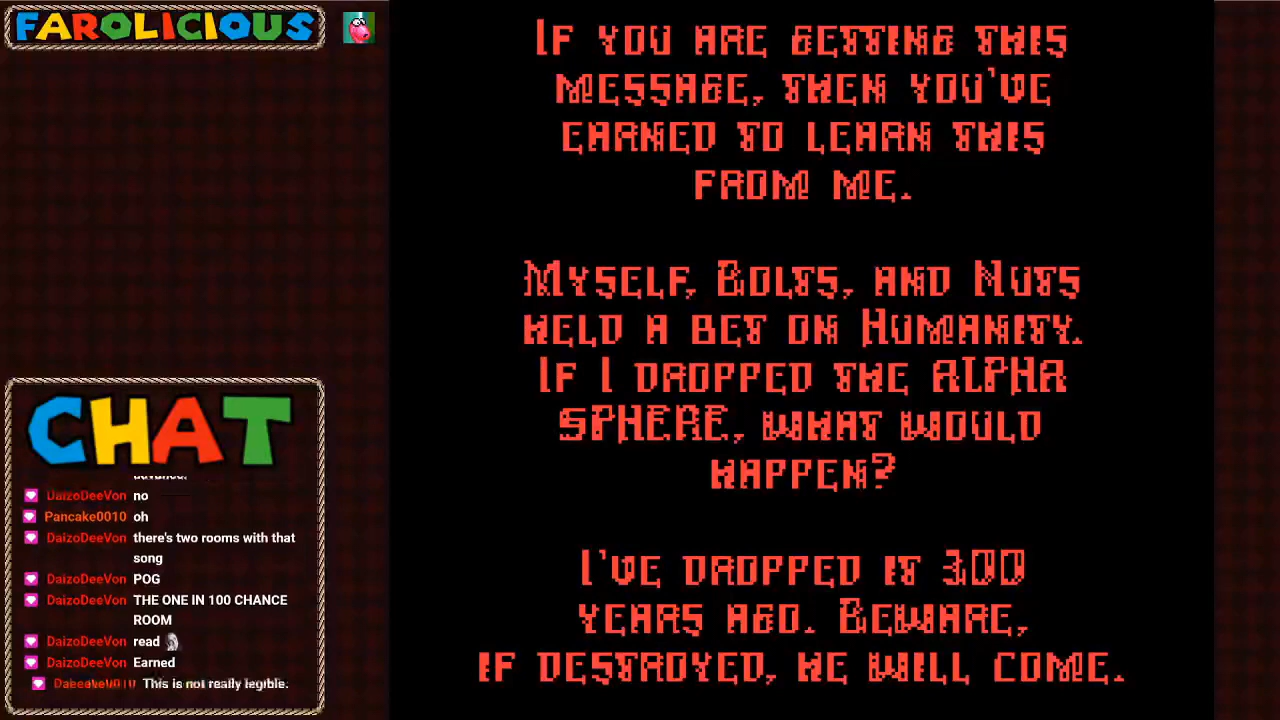 FAROLICIOUS
If you are getting this
message, then you've
earned to learn this
from me.
Myself, Bolts, and Nuts
held a bet on Humanity.
If I dropped the ALPHA
SPHERE, what would
happen?
I've dropped it 300
years ago. Beware,
if destroyed, he will come.
CHAT
DaizoDeeVon no
Pancake0010 oh
DaizoDeeVon there's two rooms with that
song
DaizoDeeVon POG
DaizoDeeVon THE ONE IN 100 CHANCE
ROOM
DaizoDeeVon read
DaizoDeeVon Earned
This is not really legible.